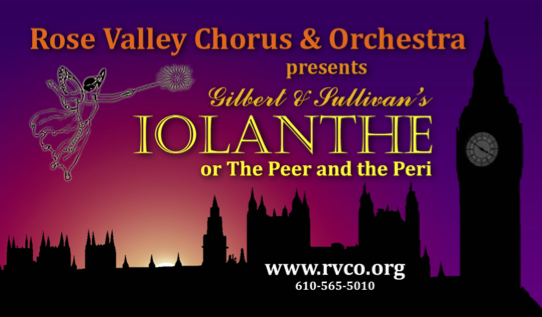 Rose Valley Chorus & Orchestra
presents
Gilbert & Sullivan's
IOLANTHE
or The Peer and the Peri
www.rvco.org
610-565-5010